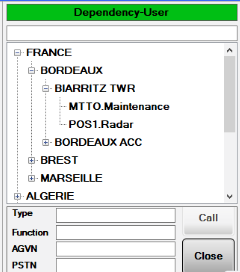 Dependency-User
FRANCE
BORDEAUX
BIARRITZ TWR
MTTO.Maintenance
POS1.Radar
BORDEAUX ACC
BREST
MARSEILLE
ALGERIE
Type
Call
Function
AGVN
Close
PSTN